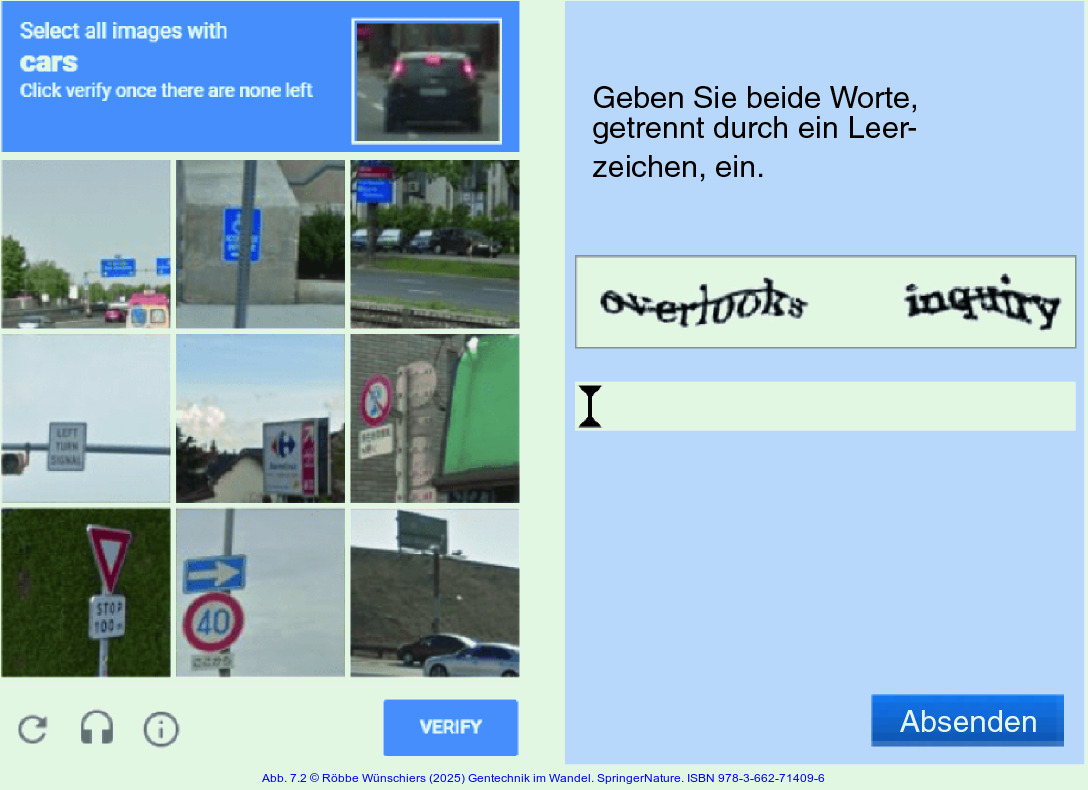 Select all images with
cars
Click verify once there are none left
LEFT
TURN
SIGNAL
STOP
100 m
40
VERIFY
Geben Sie beide Worte,
getrennt durch ein Leer-
zeichen, ein.
overlooks inquiry
Absenden
Abb. 7.2 © Röbbe Wünschiers (2025) Gentechnik im Wandel. SpringerNature. ISBN 978-3-662-71409-6